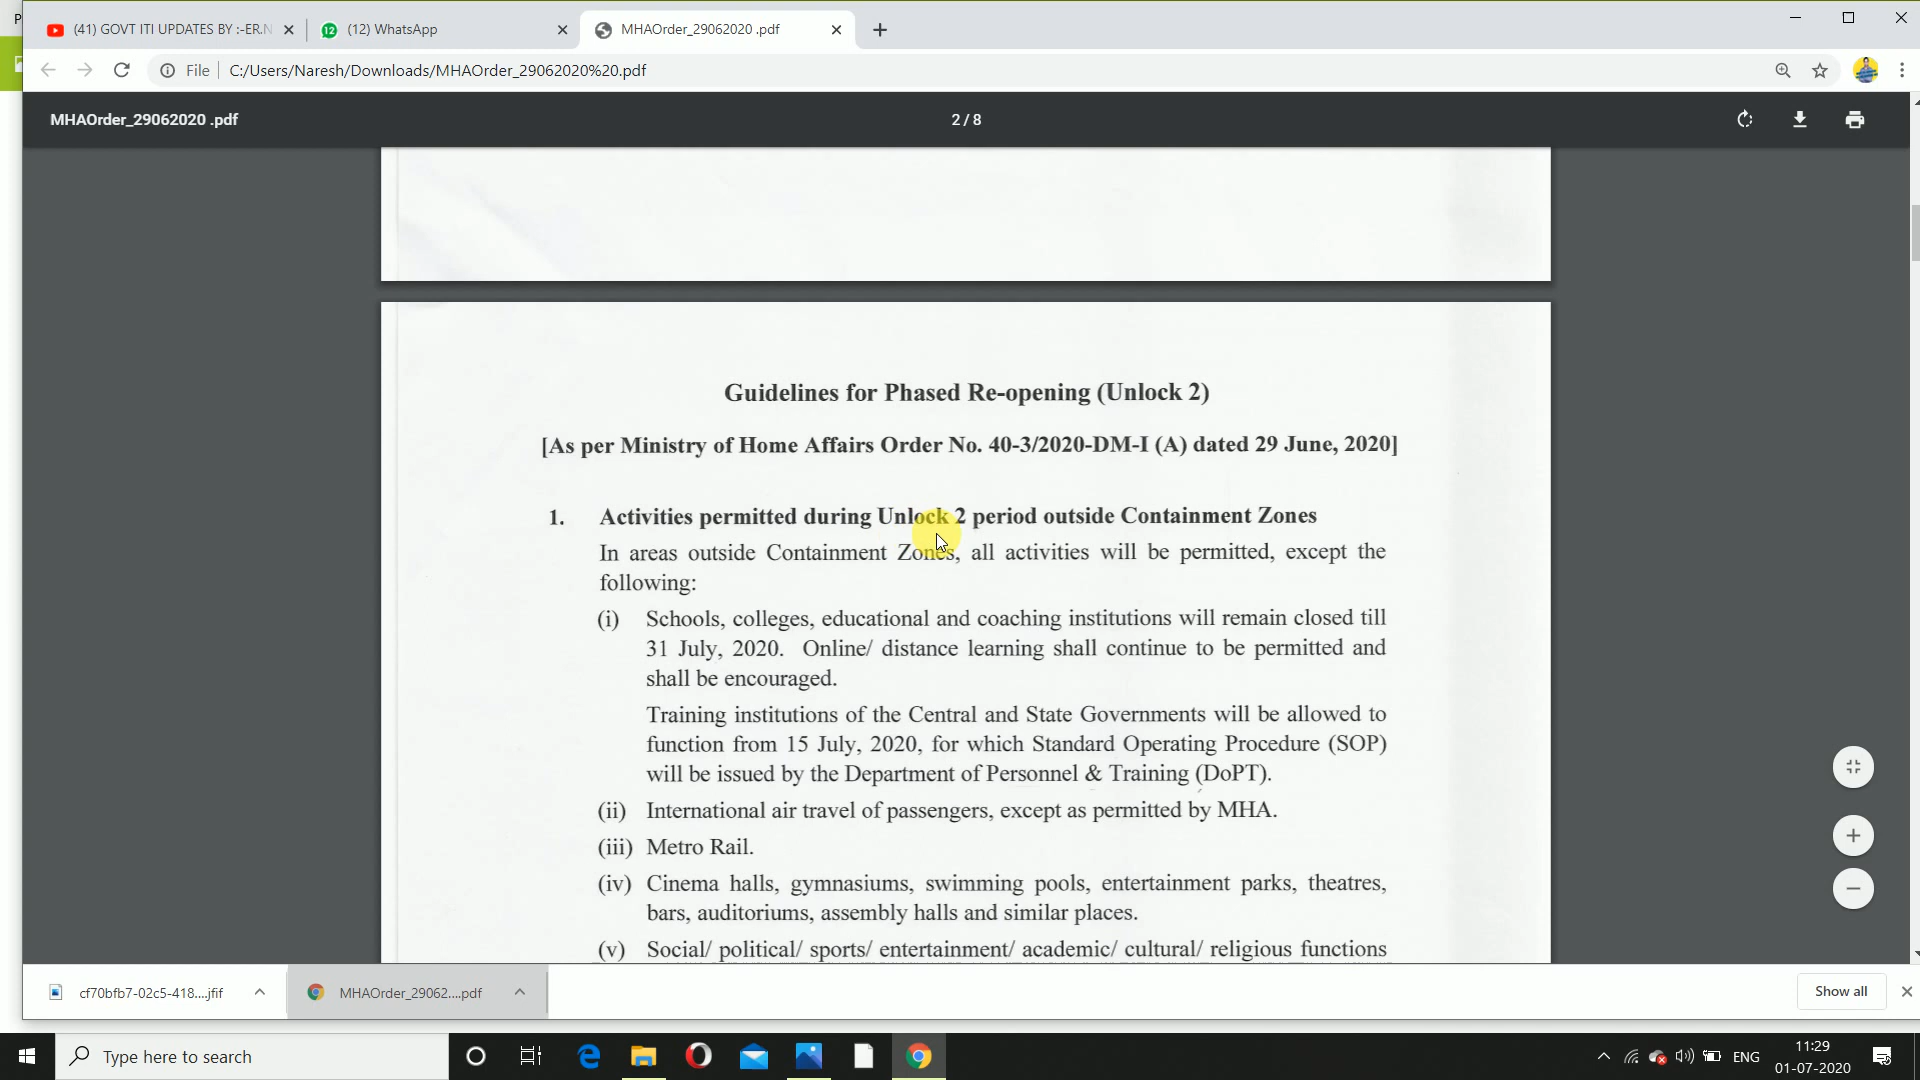 (41) GOVT ITI UPDATES BY :-ER.N
(12) WhatsApp
MHAOrder_29062020 .pdf
File
C:/Users/Naresh/Downloads/MHAOrder_29062020%20.pdf
MHAOrder_29062020 .pdf
2 / 8
Guidelines for Phased Re-opening (Unlock 2)
[As per Ministry of Home Affairs Order No. 40-3/2020-DM-I (A) dated 29 June, 2020]
1. Activities permitted during Unlock 2 period outside Containment Zones
In areas outside Containment Zones, all activities will be permitted, except the
following:
(i) Schools, colleges, educational and coaching institutions will remain closed till
31 July, 2020. Online/ distance learning shall continue to be permitted and
shall be encouraged.
Training institutions of the Central and State Governments will be allowed to
function from 15 July, 2020, for which Standard Operating Procedure (SOP)
will be issued by the Department of Personnel & Training (DoPT).
(ii) International air travel of passengers, except as permitted by MHA.
(iii) Metro Rail.
(iv) Cinema halls, gymnasiums, swimming pools, entertainment parks, theatres,
bars, auditoriums, assembly halls and similar places.
(v) Social/ political/ sports/ entertainment/ academic/ cultural/ religious functions
cf70bfb7-02c5-418....jfif
MHAOrder_29062....pdf
Show all
Type here to search
ENG
11:29
01-07-2020